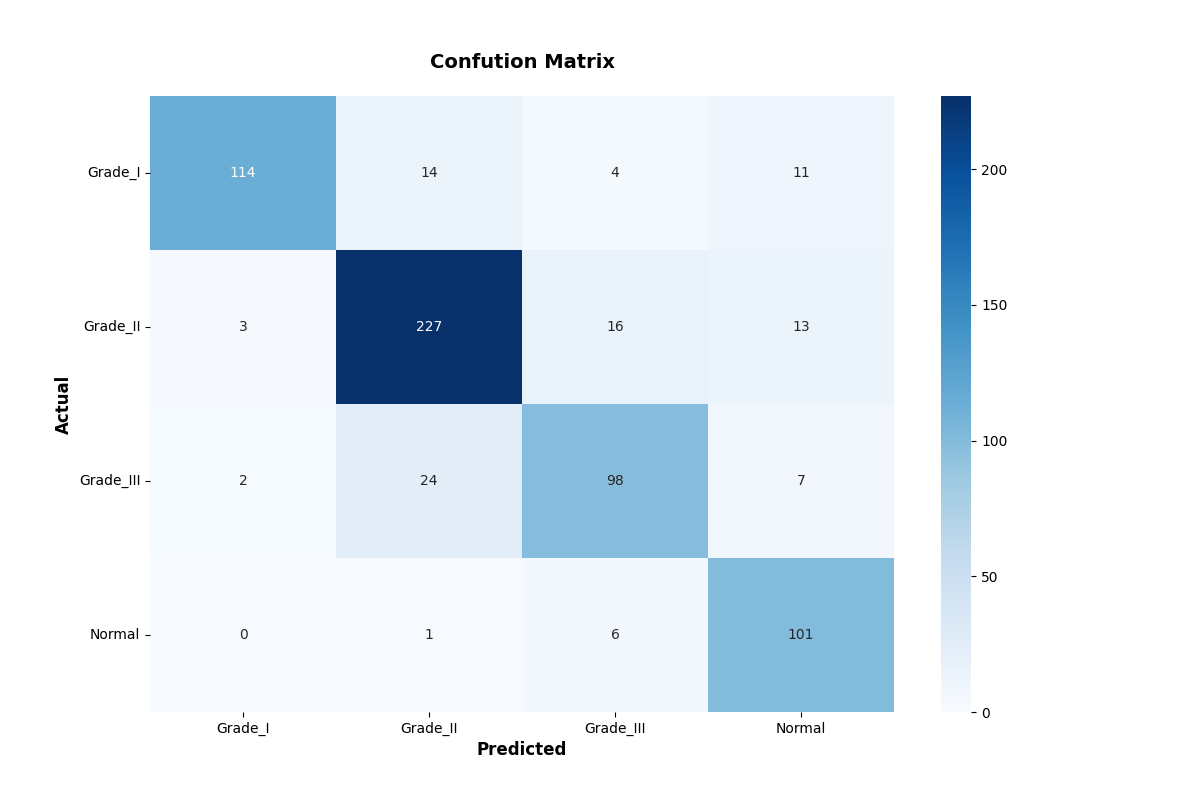 Confution Matrix
Actual
Grade_I 114 14 4 11
Grade_II 3 227 16 13
Grade_III 2 24 98 7
Normal 0 1 6 101
Grade_I Grade_II Grade_III Normal
Predicted
200
150
100
50
0